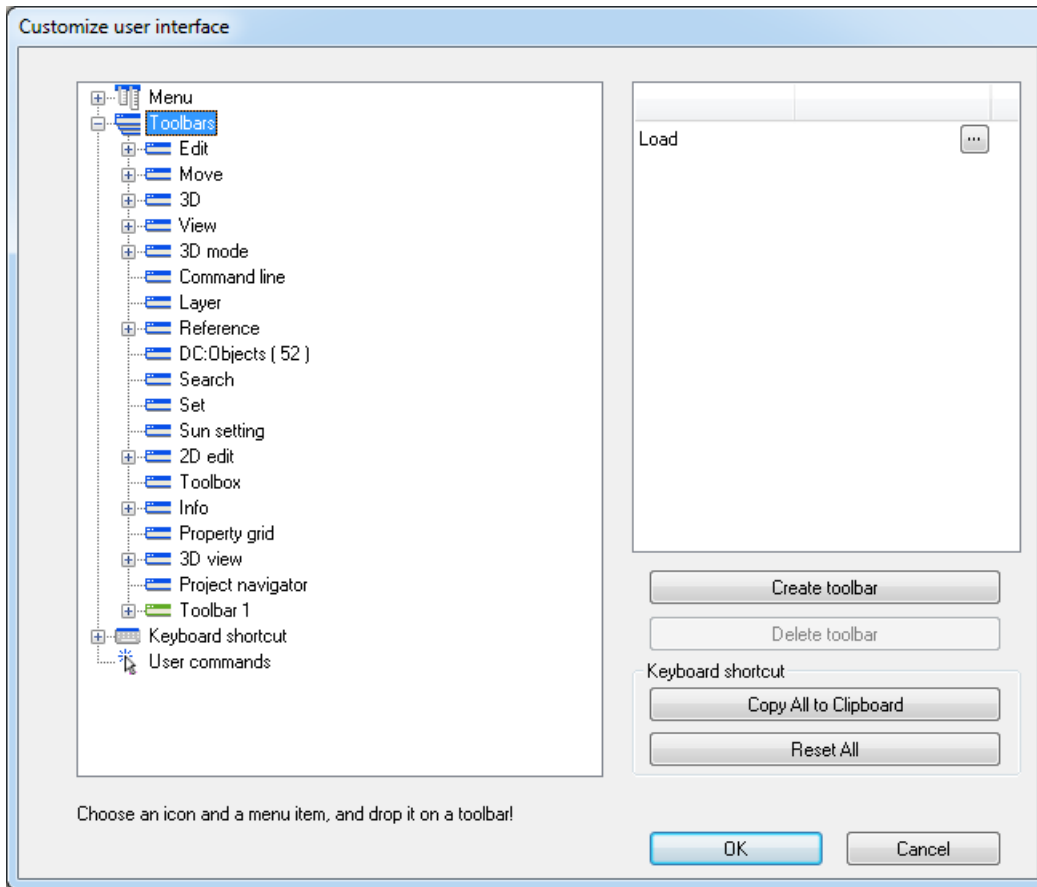 Customize user interface
Menu
Toolbars
Edit
Move
3D
View
3D mode
Command line
Layer
Reference
DC:Objects ( 52 )
Search
Set
Sun setting
2D edit
Toolbox
Info
Property grid
3D view
Project navigator
Toolbar 1
Keyboard shortcut
User commands
Load
...
Create toolbar
Delete toolbar
Keyboard shortcut
Copy All to Clipboard
Reset All
Choose an icon and a menu item, and drop it on a toolbar!
OK
Cancel